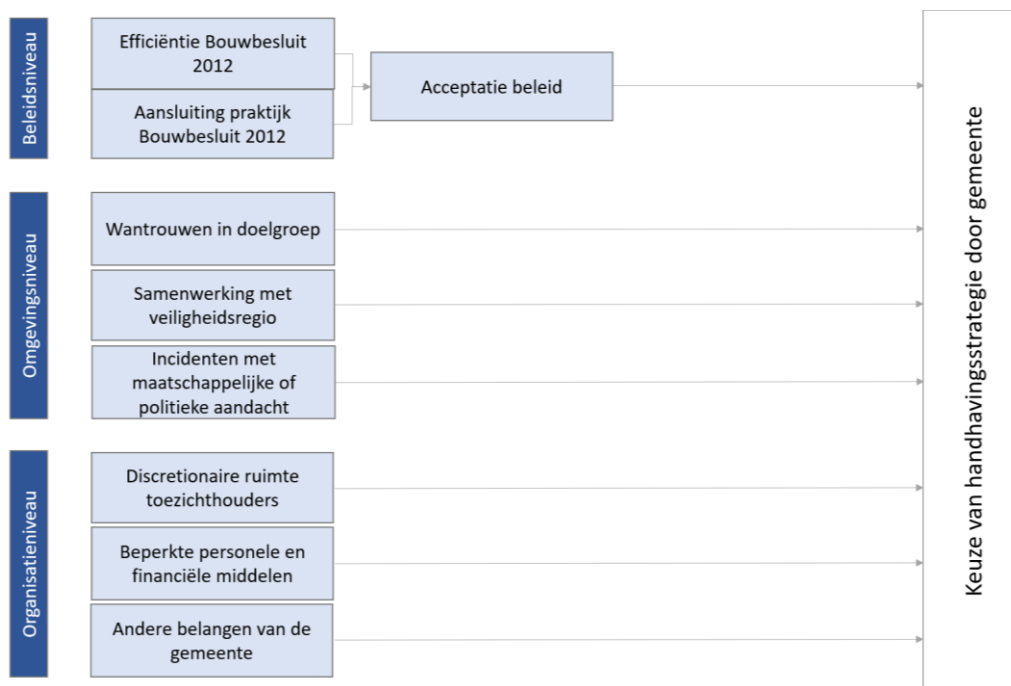 Beleidsniveau
Efficiëntie Bouwbesluit
2012
Aansluiting praktijk
Bouwbesluit 2012
Acceptatie beleid
Omgevingsniveau
Wantrouwen in doelgroep
Samenwerking met
veiligheidsregio
Incidenten met
maatschappelijke of
politieke aandacht
Organisatieniveau
Discretionaire ruimte
toezichthouders
Beperkte personele en
financiële middelen
Andere belangen van de
gemeente
Keuze van handhavingsstrategie door gemeente